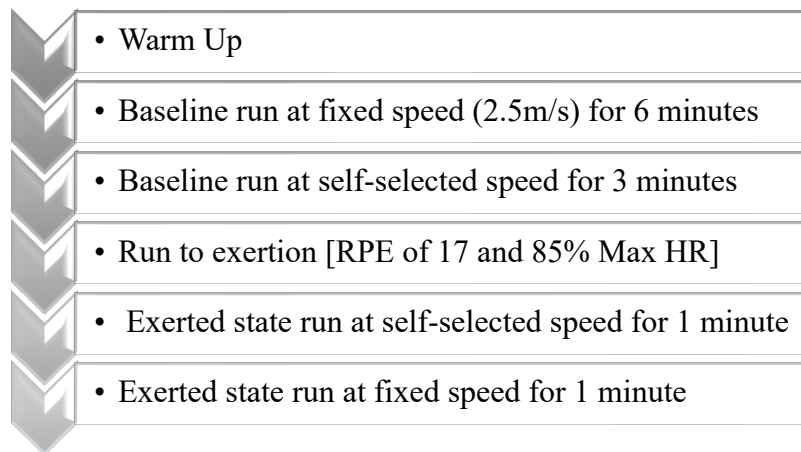 • Warm Up
• Baseline run at fixed speed (2.5m/s) for 6 minutes
• Baseline run at self-selected speed for 3 minutes
• Run to exertion [RPE of 17 and 85% Max HR]
• Exerted state run at self-selected speed for 1 minute
• Exerted state run at fixed speed for 1 minute